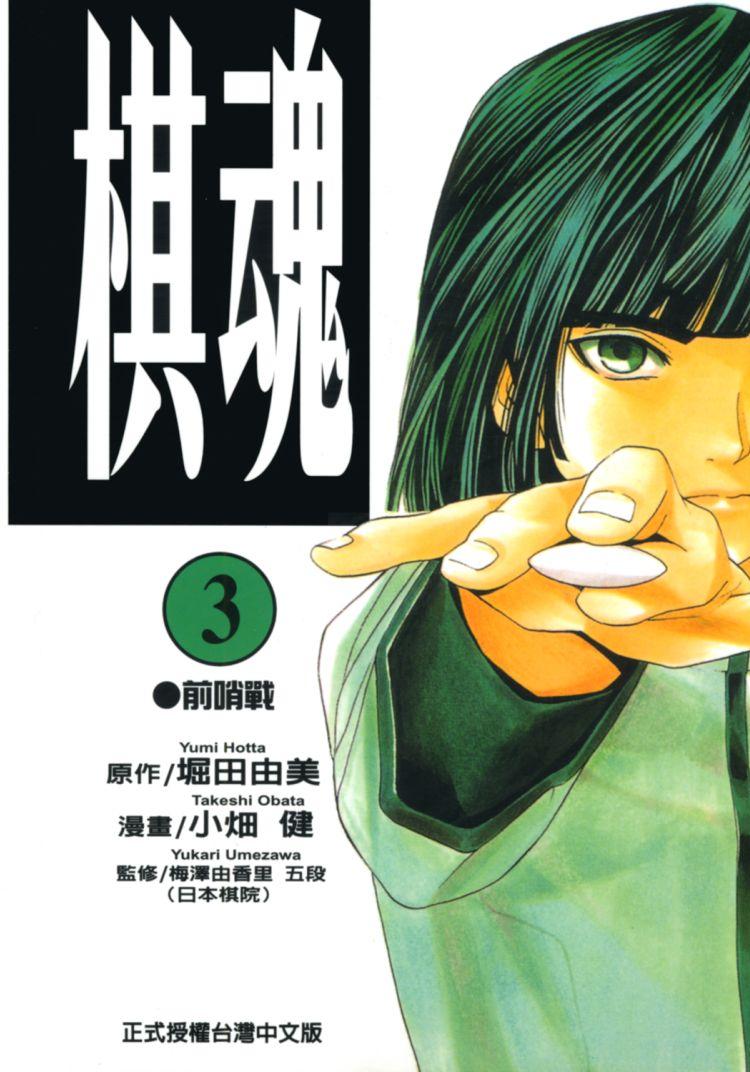 棋魂
3
●前哨戰
Yumi Hotta
原作/堀田由美
Takeshi Obata
漫畫/小畑 健
Yukari Umezawa
監修/梅澤由香里 五段
(日本棋院)
正式授權台灣中文版